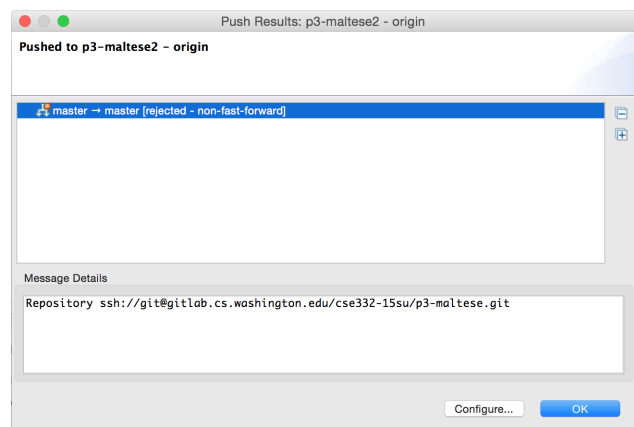 Push Results: p3-maltese2 - origin
Pushed to p3-maltese2 - origin
master → master [rejected - non-fast-forward]
Message Details
Repository ssh://git@gitlab.cs.washington.edu/cse332-15su/p3-maltese.git
Configure... OK